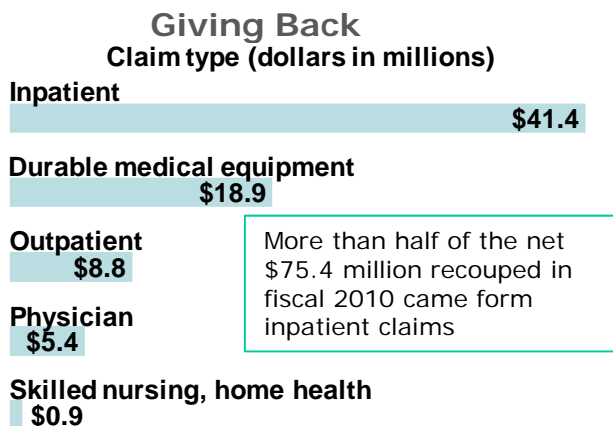 Giving Back
Claim type (dollars in millions)
Inpatient
$41.4
Durable medical equipment
$18.9
Outpatient
$8.8
More than half of the net
$75.4 million recouped in
fiscal 2010 came form
inpatient claims
Physician
$5.4
Skilled nursing, home health
$0.9